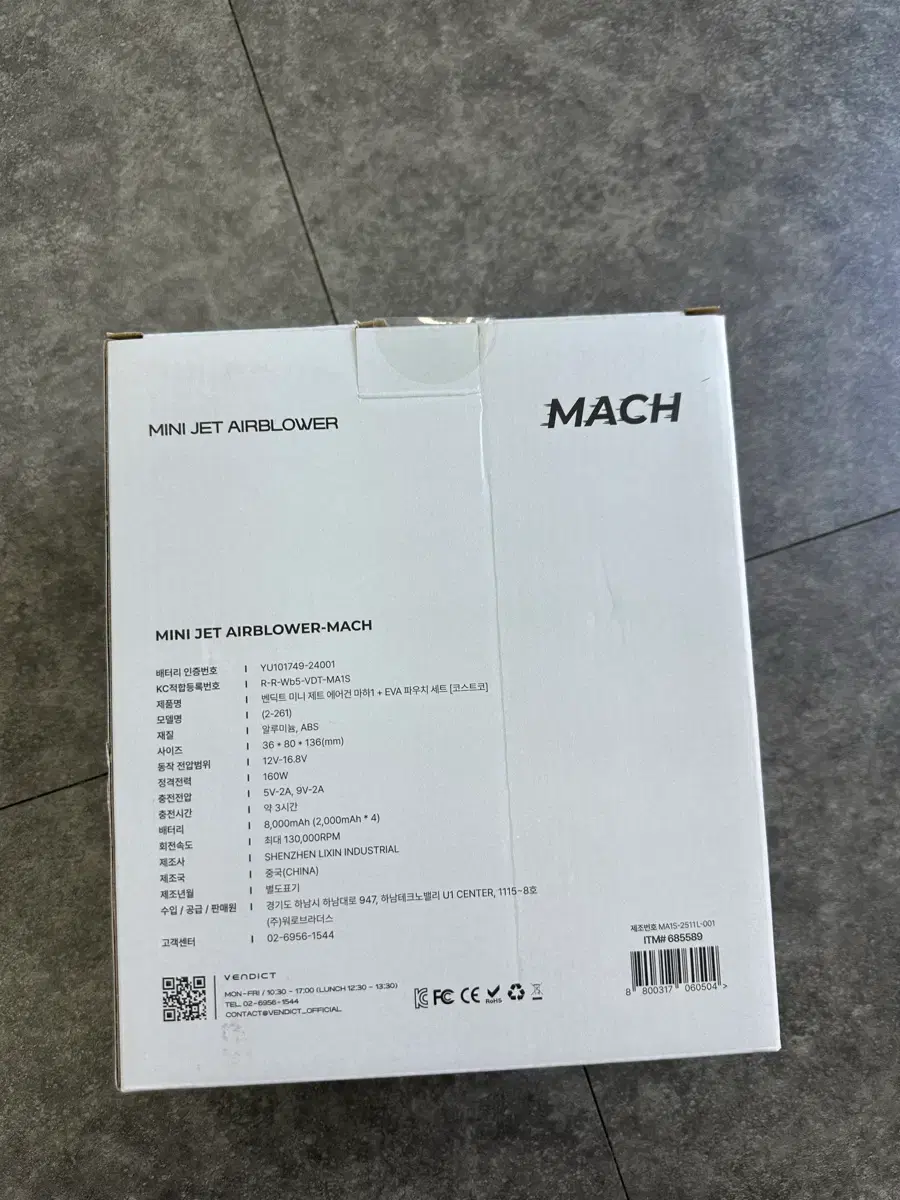 MINI JET AIRBLOWER
MACH
MINI JET AIRBLOWER-MACH
배터리 인증번호 | YU101749-24001
KC적합등록번호 | R-R-Wb5-VDT-MA1S
제품명 | 벤딕트 미니 제트 에어건 마하1 + EVA 파우치 세트 [코스트코]
모델명 | (2-261)
재질 | 알루미늄, ABS
사이즈 | 36 * 80 * 136(mm)
동작 전압범위 | 12V-16.8V
정격전력 | 160W
충전전압 | 5V-2A, 9V-2A
충전시간 | 약 3시간
배터리 | 8,000mAh (2,000mAh * 4)
회전속도 | 최대 130,000RPM
제조사 | SHENZHEN LIXIN INDUSTRIAL
제조국 | 중국(CHINA)
제조년월 | 별도표기
수입 / 공급 / 판매원 | 경기도 하남시 하남대로 947, 하남테크노밸리 U1 CENTER, 1115~8호
(주)워로브라더스
고객센터 | 02-6956-1544
VENDICT
MON-FRI / 10:30 - 17:00 (LUNCH 12:30 - 13:30)
TEL. 02-6956-1544
CONTACT@VENDICT_OFFICIAL
KC FC CE RoHS
제조번호 MA1S-2511L-001
ITM# 685589
8 800317 060504 >